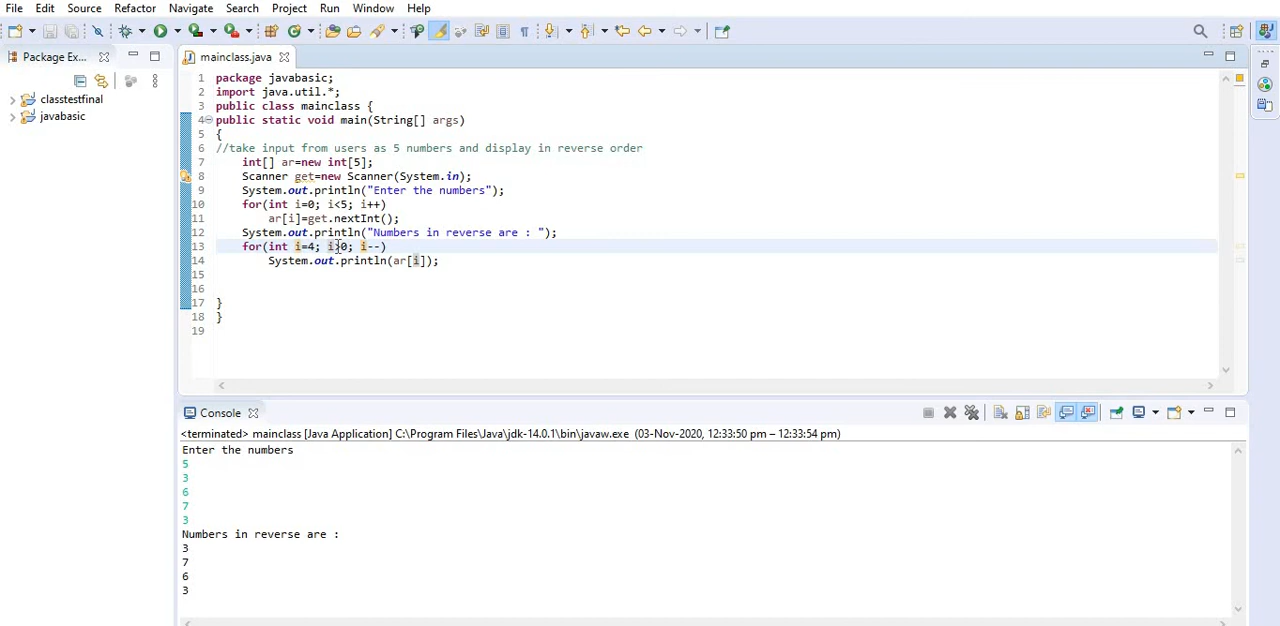 File Edit Source Refactor Navigate Search Project Run Window Help
Package Ex...
classtestfinal
javabasic
mainclass.java
1 package javabasic;
2 import java.util.*;
3 public class mainclass {
4 public static void main(String[] args)
5 {
6 //take input from users as 5 numbers and display in reverse order
7 int[] ar=new int[5];
8 Scanner get=new Scanner(System.in);
9 System.out.println("Enter the numbers");
10 for(int i=0; i<5; i++)
11 ar[i]=get.nextInt();
12 System.out.println("Numbers in reverse are : ");
13 for(int i=4; i>0; i--)
14 System.out.println(ar[i]);
15
16
17 }
18 }
19
Console
<terminated> mainclass [Java Application] C:\Program Files\Java\jdk-14.0.1\bin\javaw.exe (03-Nov-2020, 12:33:50 pm – 12:33:54 pm)
Enter the numbers
5
3
6
7
3
Numbers in reverse are :
3
7
6
3